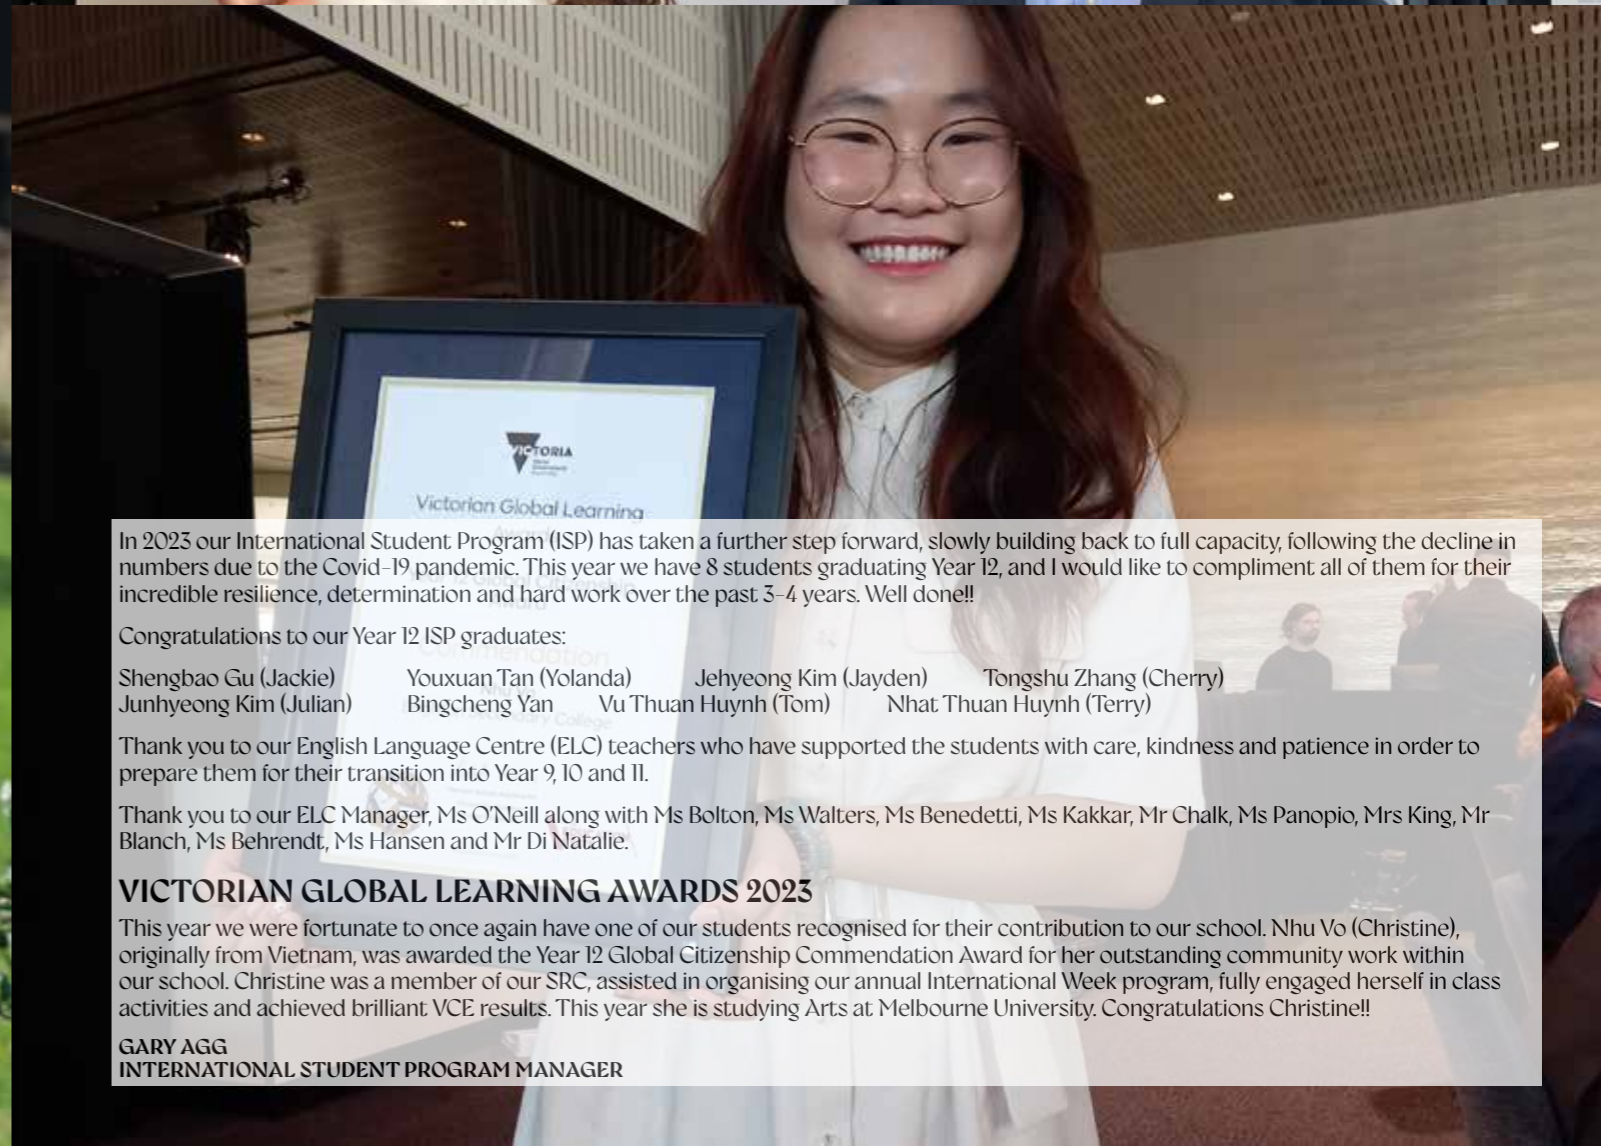 VICTORIA
Victorian Global Learning
Awards
Year 12 Global Citizenship
Award
Commendation
Nhu Vo
Secondary College
In 2023 our International Student Program (ISP) has taken a further step forward, slowly building back to full capacity, following the decline in
numbers due to the Covid-19 pandemic. This year we have 8 students graduating Year 12, and I would like to compliment all of them for their
incredible resilience, determination and hard work over the past 3-4 years. Well done!!
Congratulations to our Year 12 ISP graduates:
Shengbao Gu (Jackie) Youxuan Tan (Yolanda) Jehyeong Kim (Jayden) Tongshu Zhang (Cherry)
Junhyeong Kim (Julian) Bingcheng Yan Vu Thuan Huynh (Tom) Nhat Thuan Huynh (Terry)
Thank you to our English Language Centre (ELC) teachers who have supported the students with care, kindness and patience in order to
prepare them for their transition into Year 9, 10 and 11.
Thank you to our ELC Manager, Ms O'Neill along with Ms Bolton, Ms Walters, Ms Benedetti, Ms Kakkar, Mr Chalk, Ms Panopio, Mrs King, Mr
Blanch, Ms Behrendt, Ms Hansen and Mr Di Natalie.
VICTORIAN GLOBAL LEARNING AWARDS 2023
This year we were fortunate to once again have one of our students recognised for their contribution to our school. Nhu Vo (Christine),
originally from Vietnam, was awarded the Year 12 Global Citizenship Commendation Award for her outstanding community work within
our school. Christine was a member of our SRC, assisted in organising our annual International Week program, fully engaged herself in class
activities and achieved brilliant VCE results. This year she is studying Arts at Melbourne University. Congratulations Christine!!
GARY AGG
INTERNATIONAL STUDENT PROGRAM MANAGER